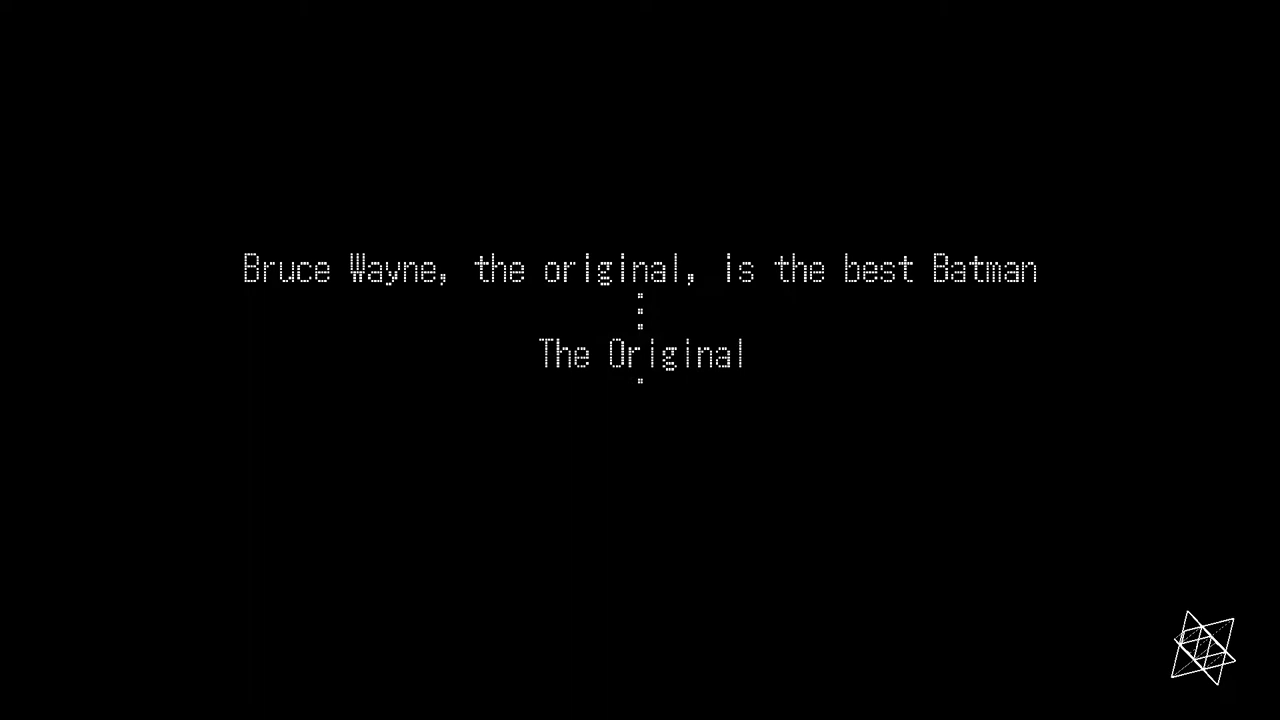 Bruce Wayne, the original, is the best Batman
The Original